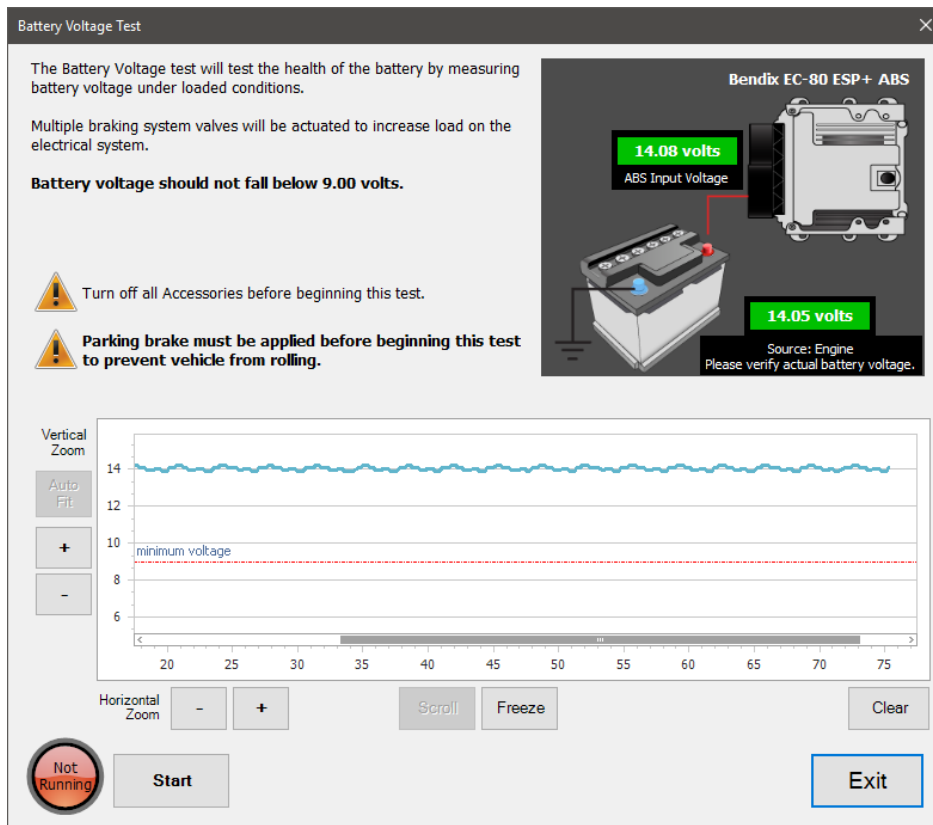 Battery Voltage Test
The Battery Voltage test will test the health of the battery by measuring
battery voltage under loaded conditions.
Multiple braking system valves will be actuated to increase load on the
electrical system.
Battery voltage should not fall below 9.00 volts.
Turn off all Accessories before beginning this test.
Parking brake must be applied before beginning this test
to prevent vehicle from rolling.
Bendix EC-80 ESP+ ABS
14.08 volts
ABS Input Voltage
14.05 volts
Source: Engine
Please verify actual battery voltage.
Vertical
Zoom
Auto
Fit
+
-
14
12
10
8
6
minimum voltage
20 25 30 35 40 45 50 55 60 65 70 75
Horizontal
Zoom
-
+
Scroll
Freeze
Clear
Not
Running
Start
Exit